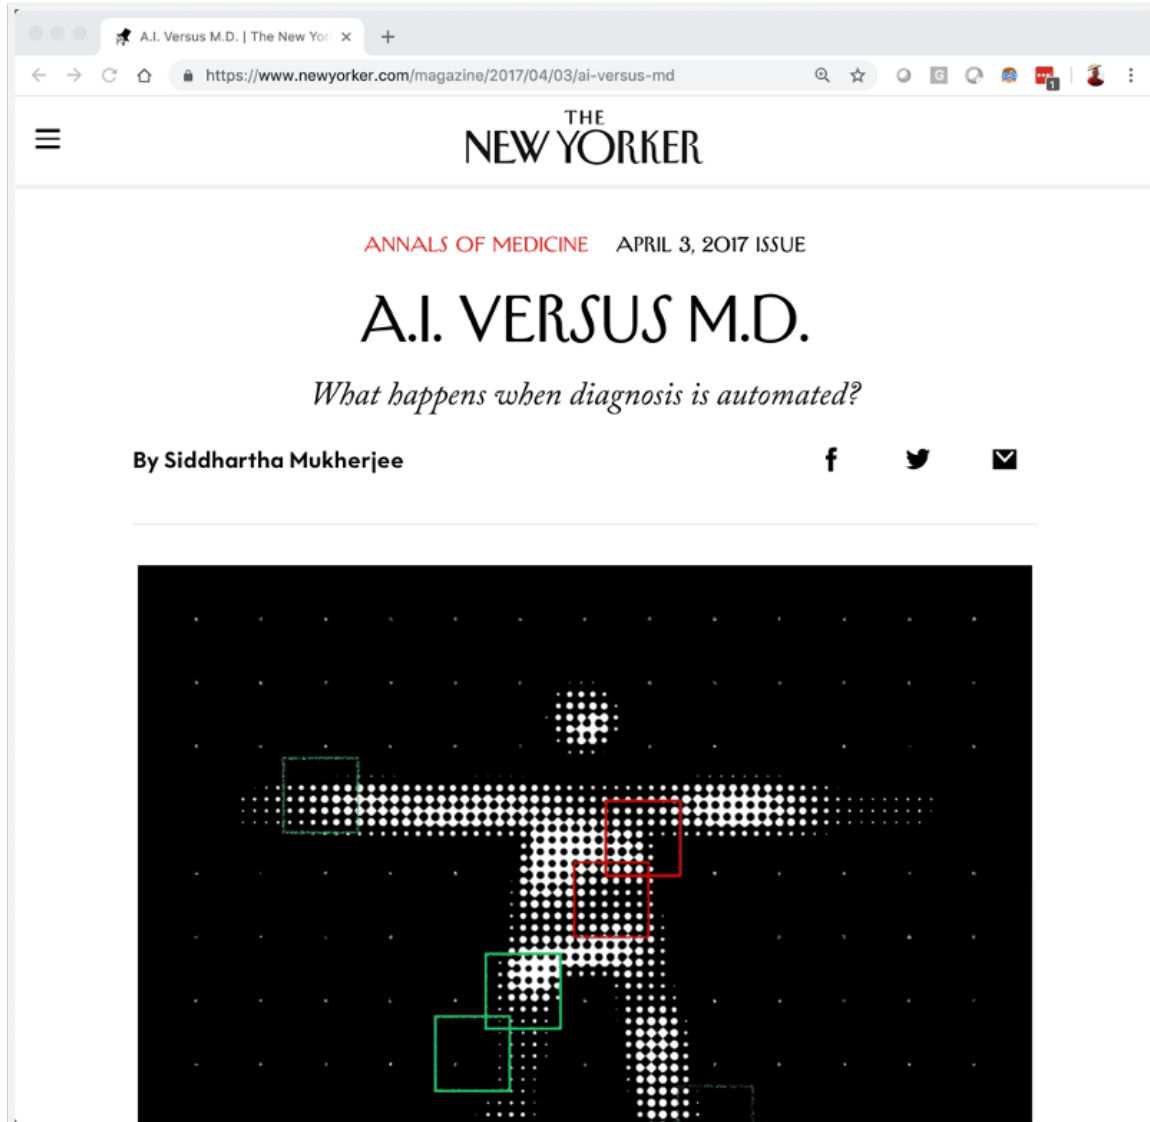 A.I. Versus M.D. | The New Yor
https://www.newyorker.com/magazine/2017/04/03/ai-versus-md
G
1
THE
NEW YORKER
ANNALS OF MEDICINE APRIL 3, 2017 ISSUE
A.I. VERSUS M.D.
What happens when diagnosis is automated?
By Siddhartha Mukherjee